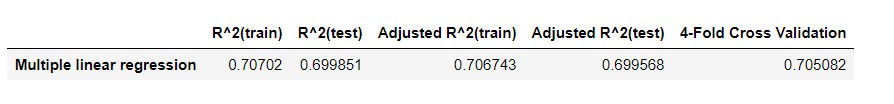 R^2(train) R^2(test) Adjusted R^2(train) Adjusted R^2(test) 4-Fold Cross Validation
Multiple linear regression 0.70702 0.699851 0.706743 0.699568 0.705082